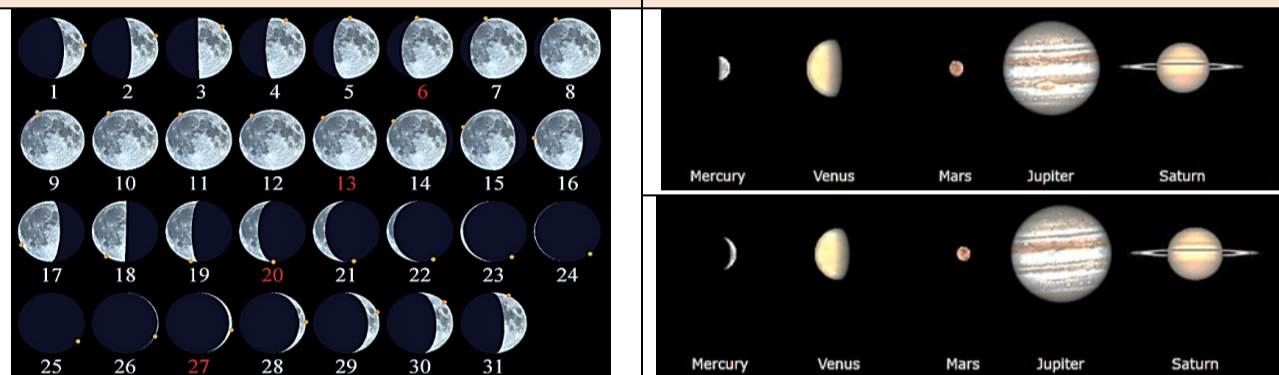 1 2 3 4 5 6 7 8
9 10 11 12 13 14 15 16
17 18 19 20 21 22 23 24
25 26 27 28 29 30 31
Mercury Venus Mars Jupiter Saturn
Mercury Venus Mars Jupiter Saturn